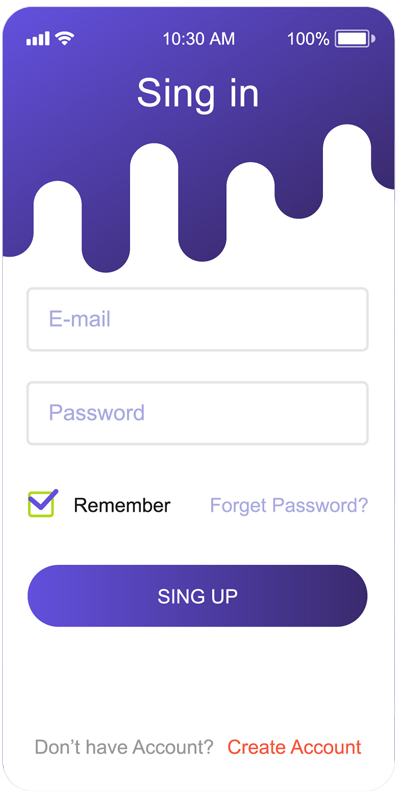 10:30 AM 100%
Sing in
E-mail
Password
Remember Forget Password?
SING UP
Don’t have Account? Create Account